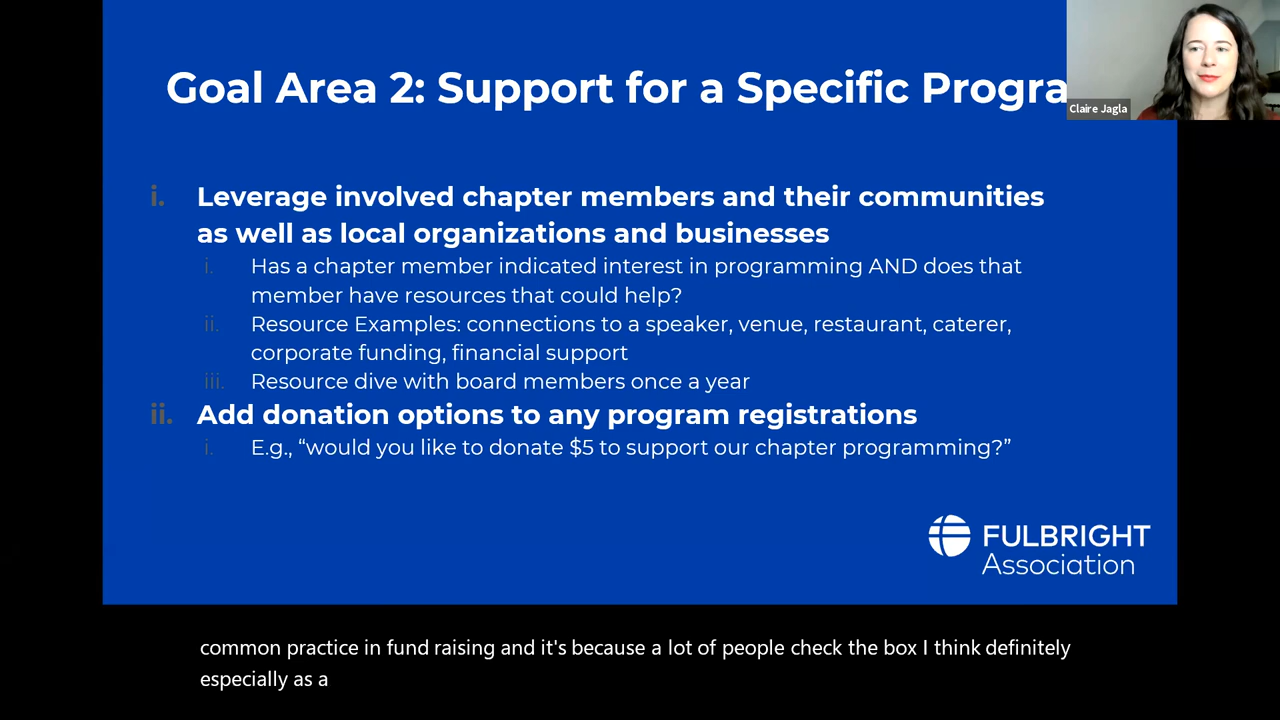 Goal Area 2: Support for a Specific Progra
Claire Jagla
i. Leverage involved chapter members and their communities
as well as local organizations and businesses
i. Has a chapter member indicated interest in programming AND does that
member have resources that could help?
ii. Resource Examples: connections to a speaker, venue, restaurant, caterer,
corporate funding, financial support
iii. Resource dive with board members once a year
ii. Add donation options to any program registrations
i. E.g., “would you like to donate $5 to support our chapter programming?”
FULBRIGHT
Association
common practice in fund raising and it's because a lot of people check the box I think definitely
especially as a